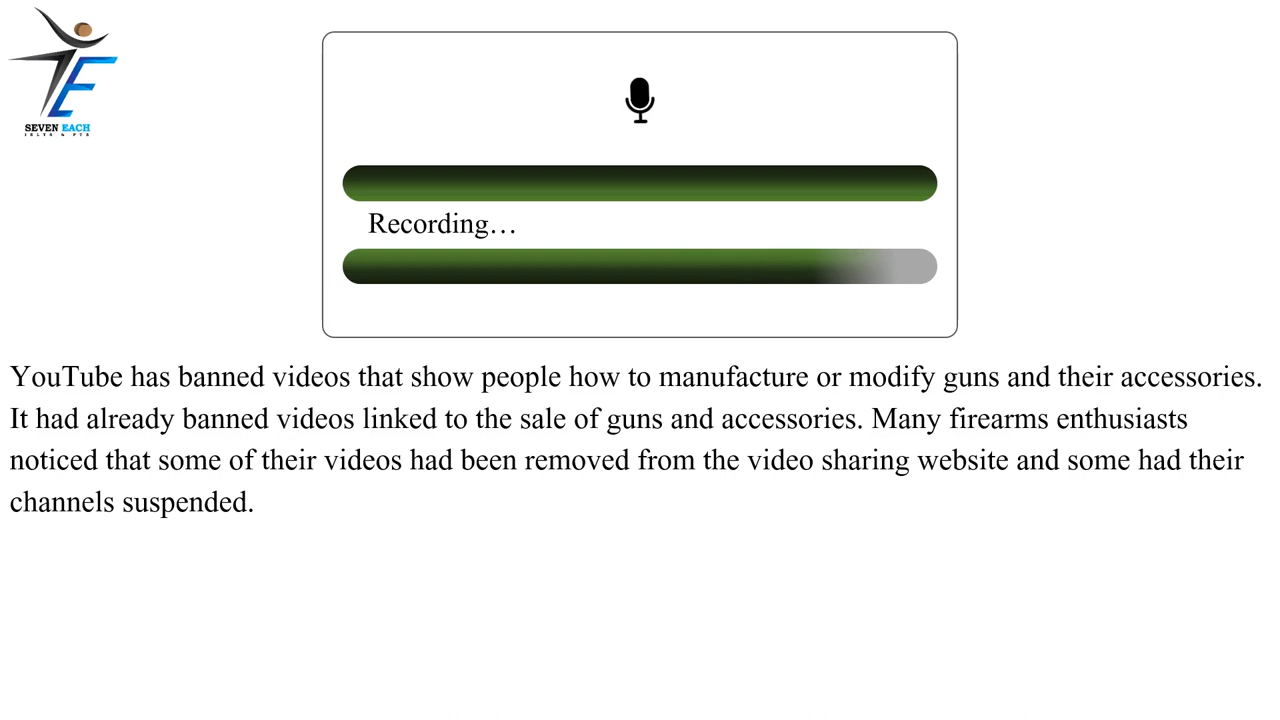 SEVEN EACH
IELTS & PTE
Recording…
YouTube has banned videos that show people how to manufacture or modify guns and their accessories.
It had already banned videos linked to the sale of guns and accessories. Many firearms enthusiasts
noticed that some of their videos had been removed from the video sharing website and some had their
channels suspended.